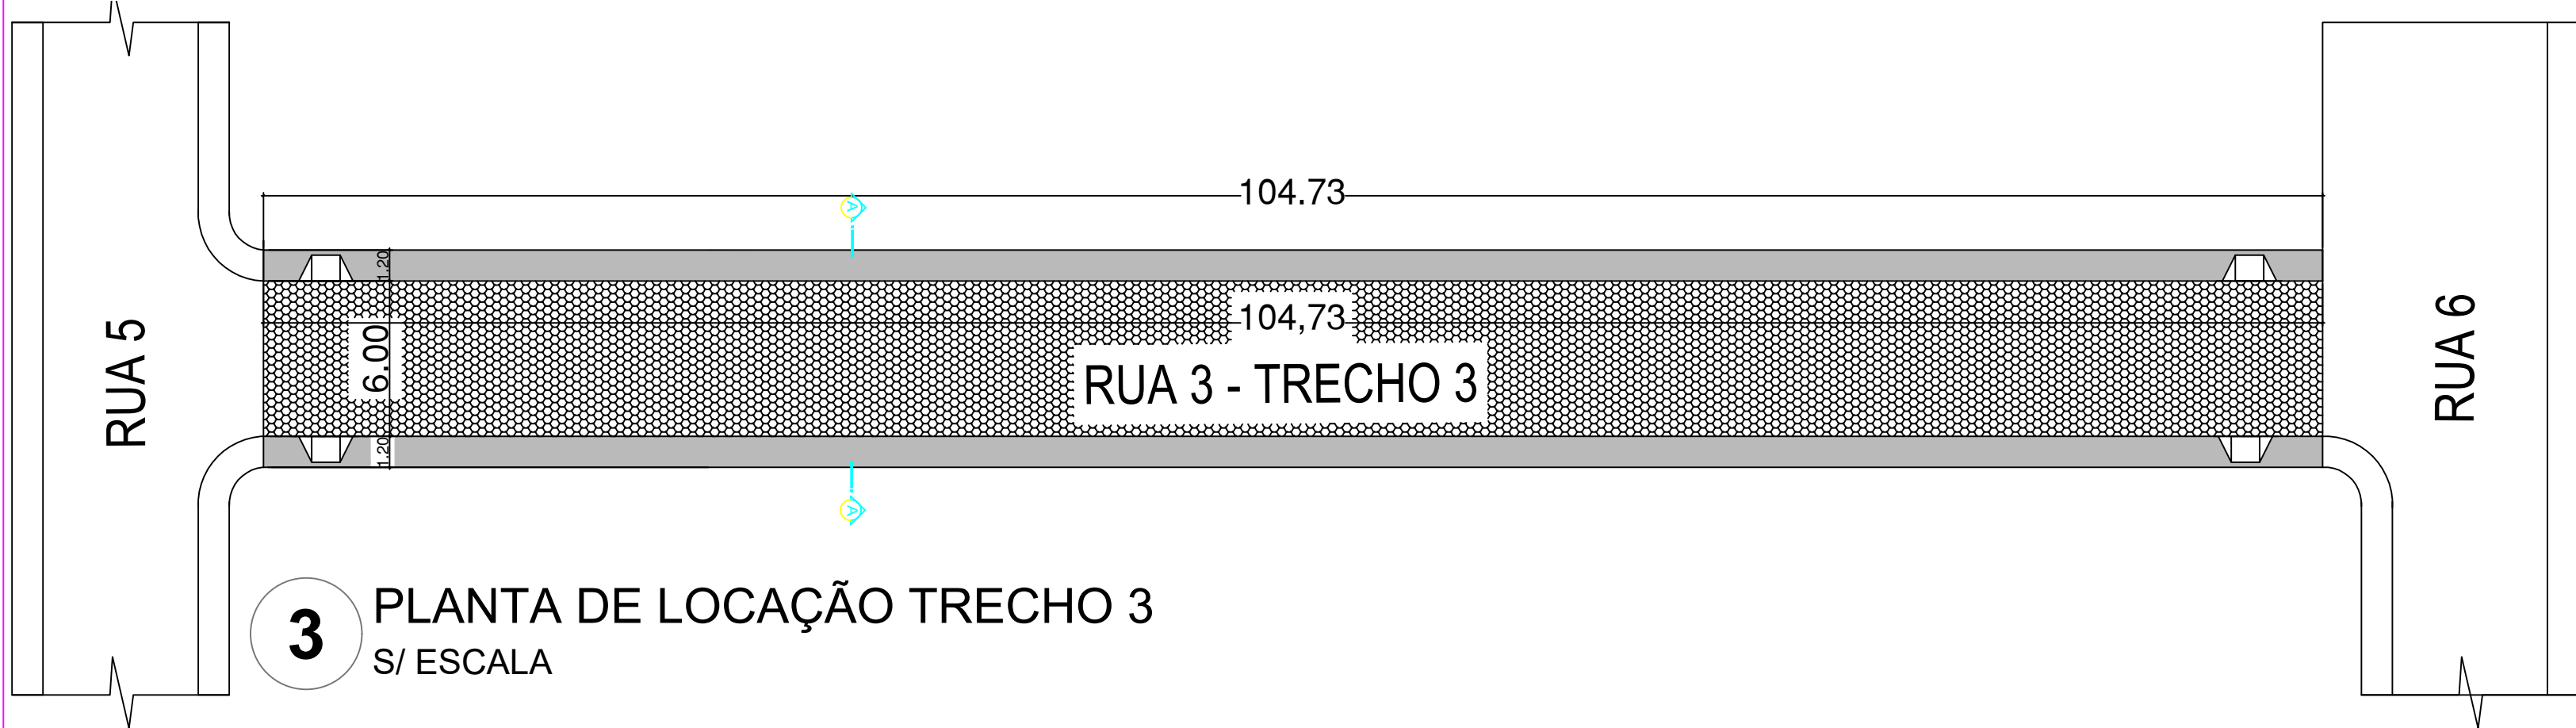 104.73
A
1.20
104,73
6.00
RUA 3 - TRECHO 3
RUA 5
RUA 6
1.20
A
3
PLANTA DE LOCAÇÃO TRECHO 3
S/ ESCALA